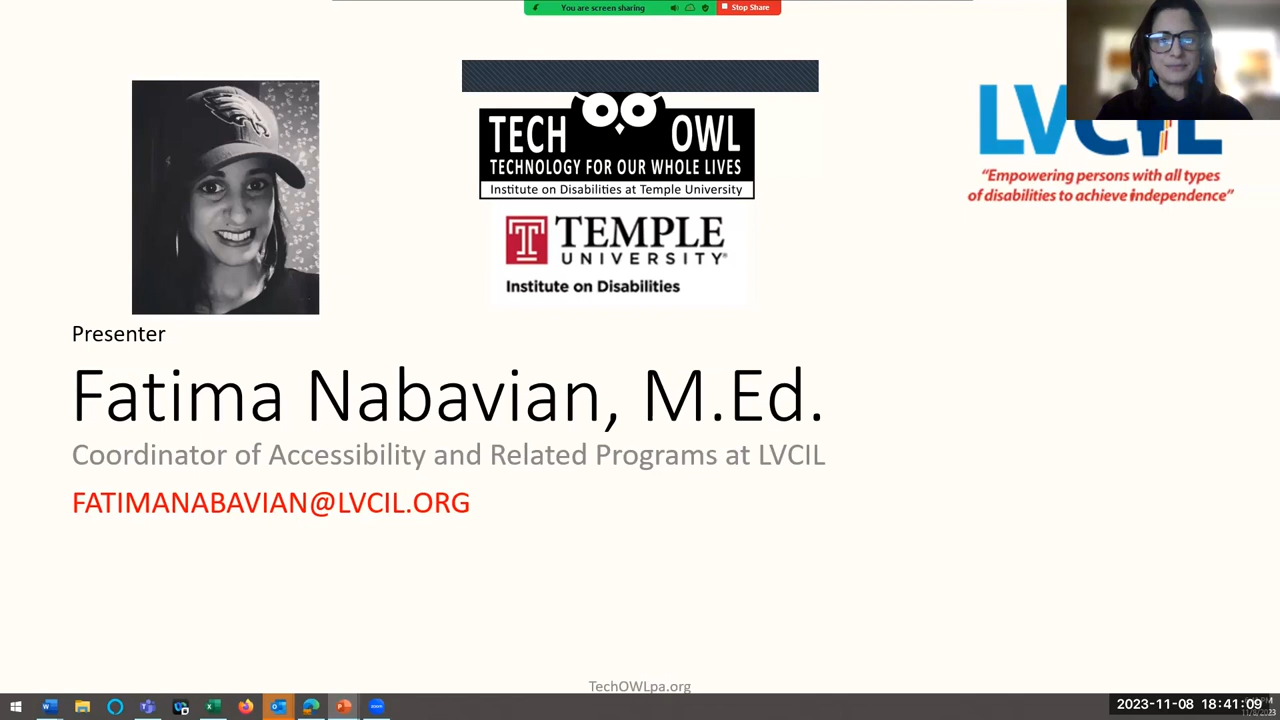 You are screen sharing
Stop Share
TECH OWL
TECHNOLOGY FOR OUR WHOLE LIVES
Institute on Disabilities at Temple University
TEMPLE
UNIVERSITY®
Institute on Disabilities
LVCIL
“Empowering persons with all types
of disabilities to achieve independence”
Presenter
Fatima Nabavian, M.Ed.
Coordinator of Accessibility and Related Programs at LVCIL
FATIMANABAVIAN@LVCIL.ORG
TechOWLpa.org
2023-11-08 18:41:09